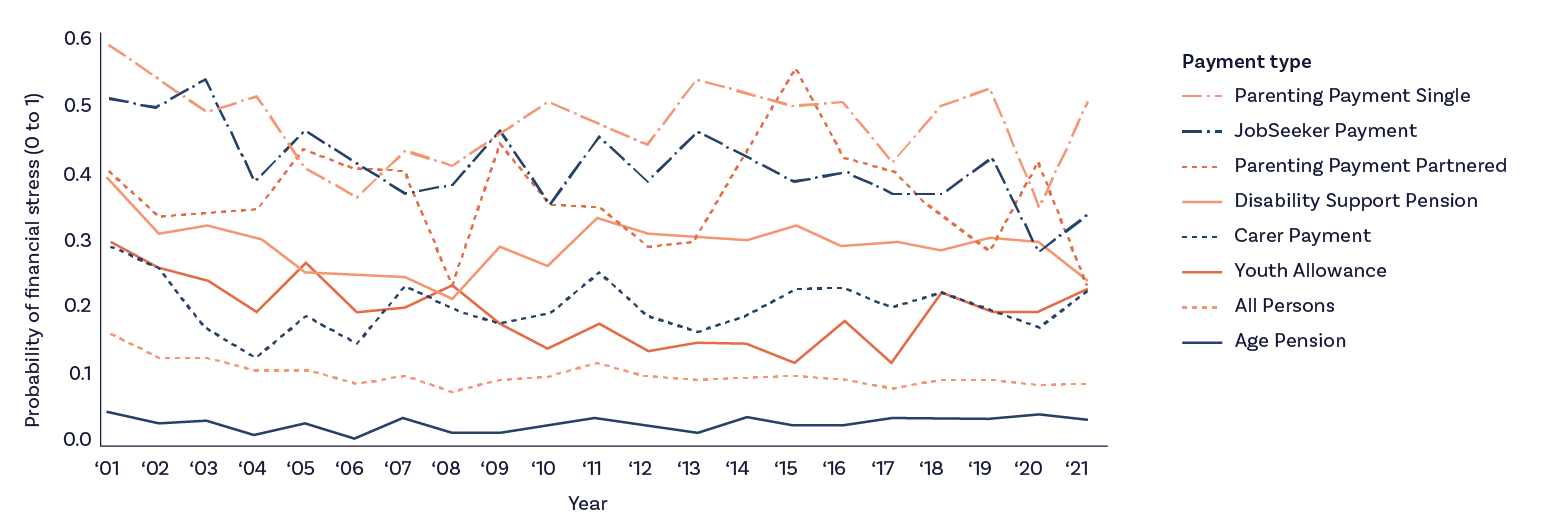 Probability of financial stress (0 to 1)
0.6
0.5
0.4
0.3
0.2
0.1
0.0
‘01 ‘02 ‘03 ‘04 ‘05 ‘06 ‘07 ‘08 ‘09 ‘10 ‘11 ‘12 ‘13 ‘14 ‘15 ‘16 ‘17 ‘18 ‘19 ‘20 ‘21
Year
Payment type
Parenting Payment Single
JobSeeker Payment
Parenting Payment Partnered
Disability Support Pension
Carer Payment
Youth Allowance
All Persons
Age Pension